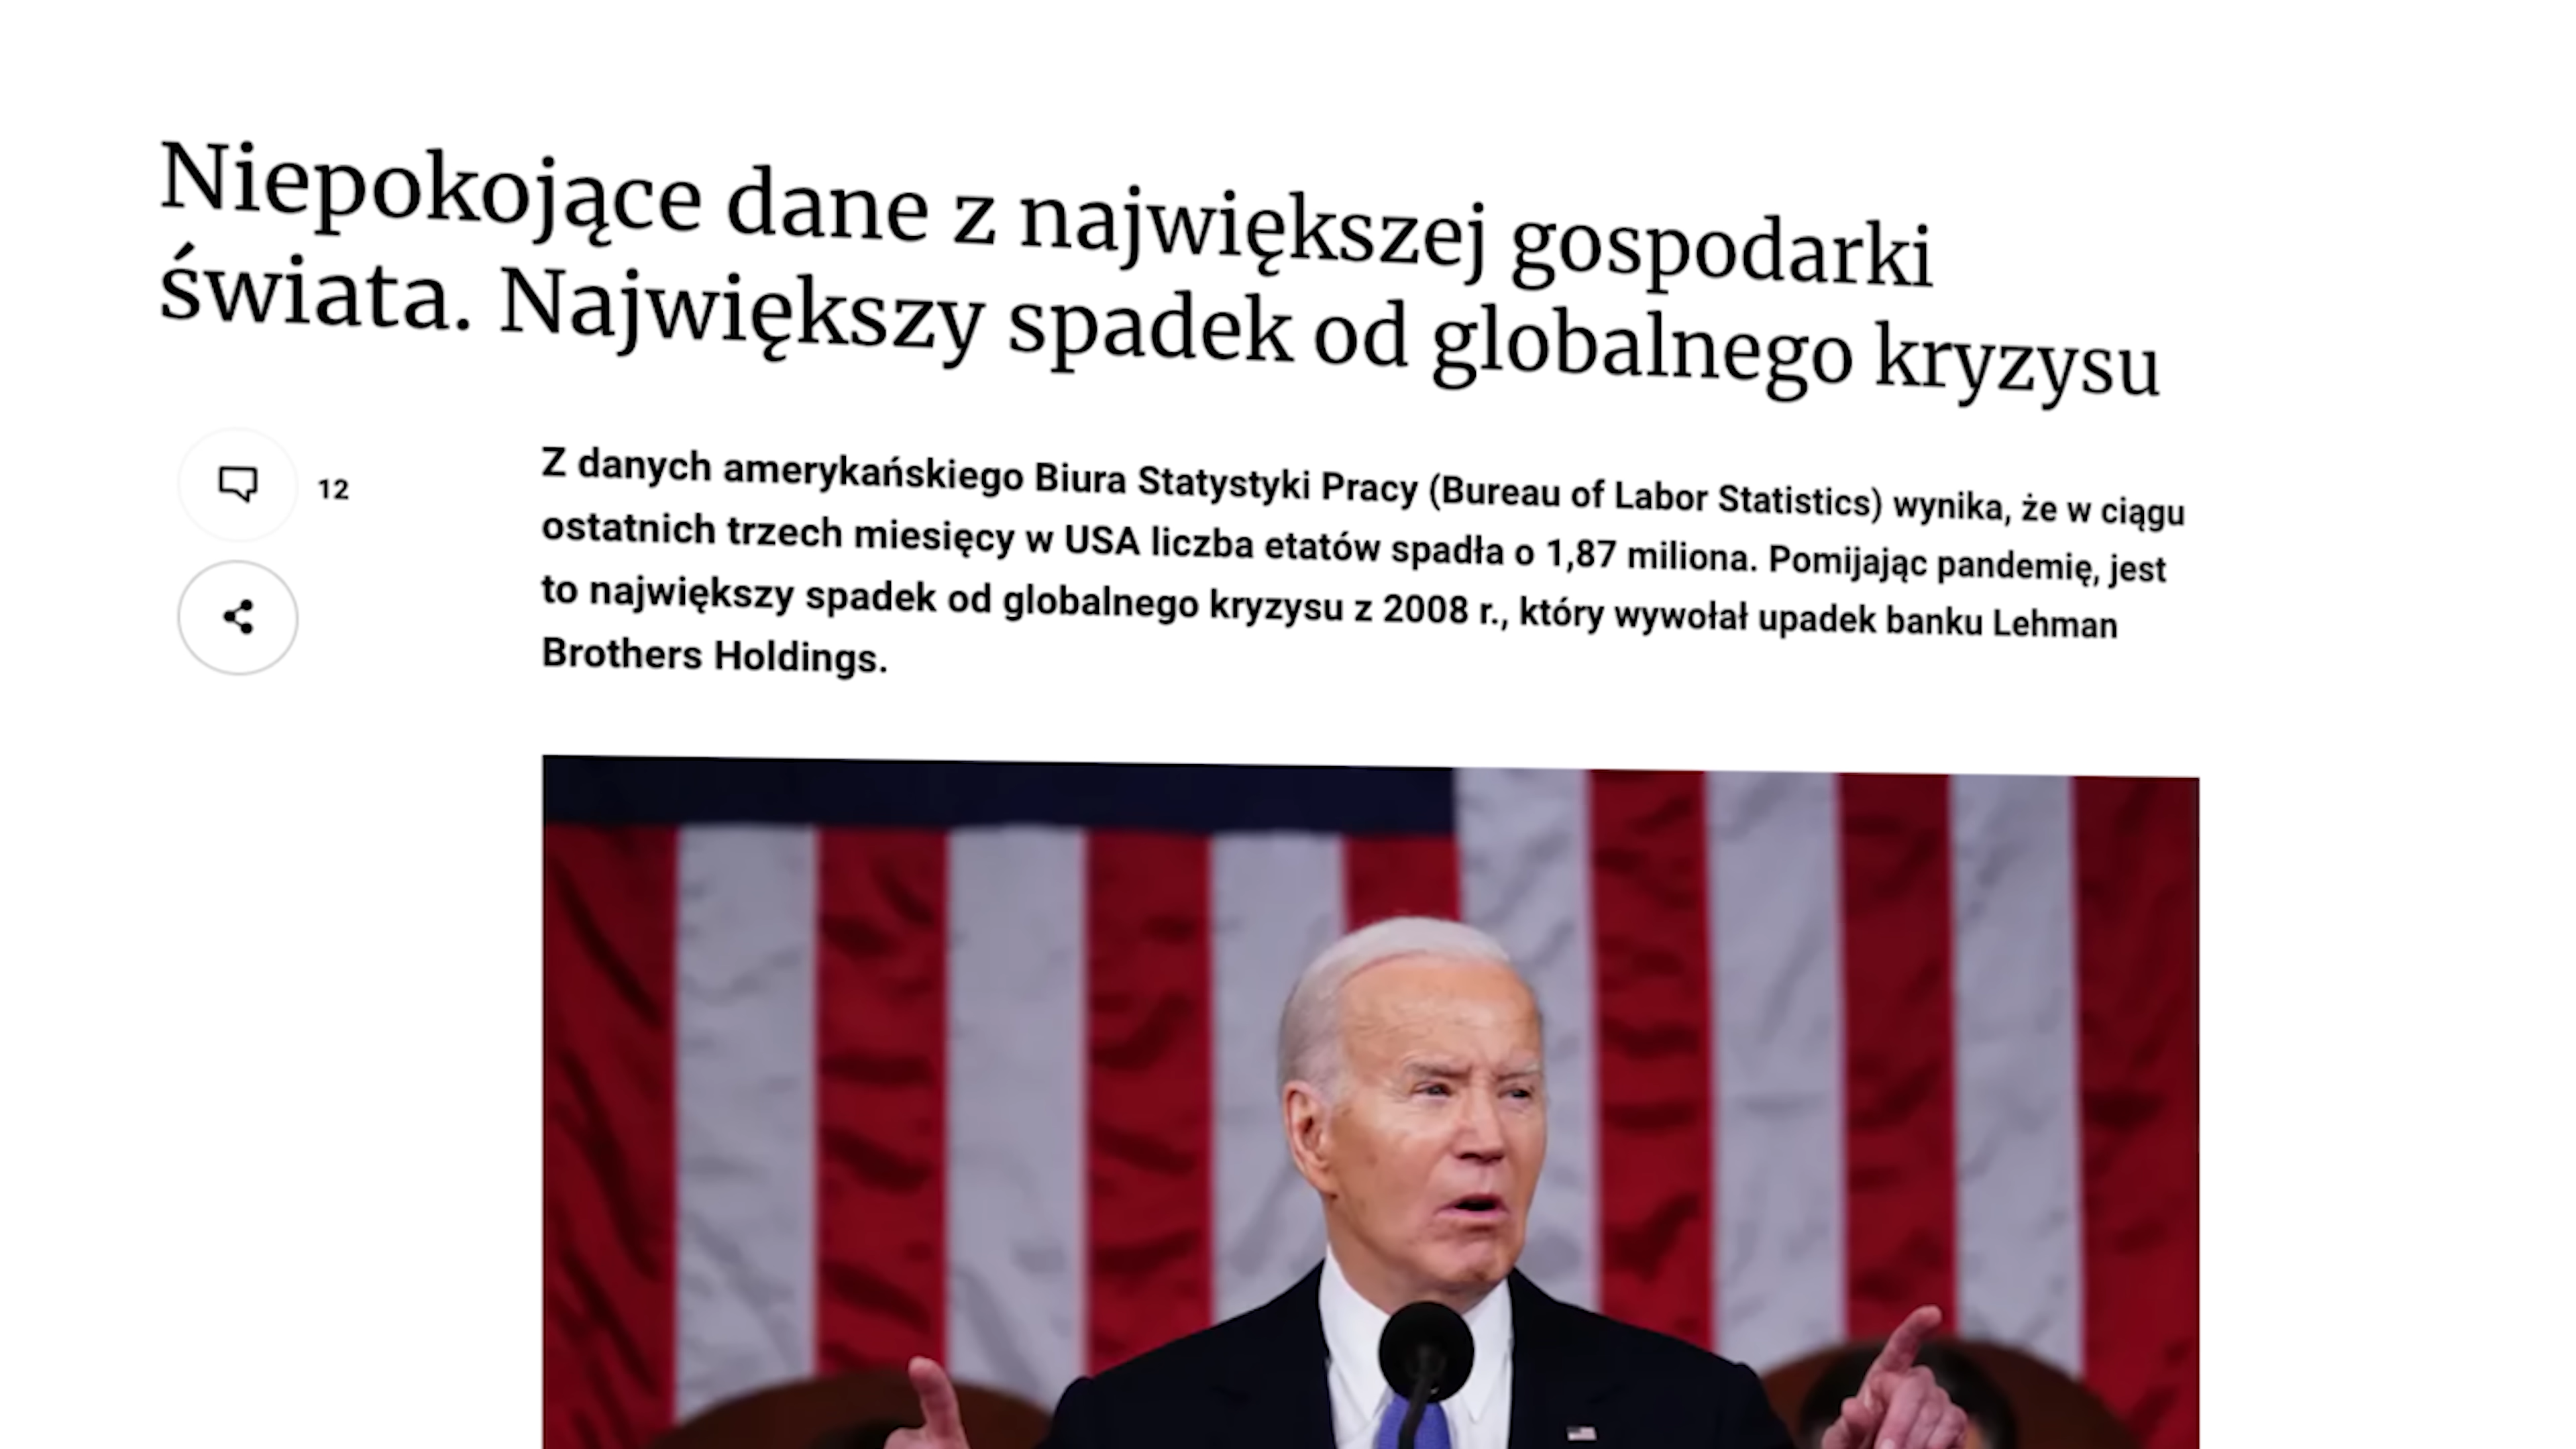 Niepokojące dane z największej gospodarki
świata. Największy spadek od globalnego kryzysu
12
Z danych amerykańskiego Biura Statystyki Pracy (Bureau of Labor Statistics) wynika, że w ciągu
ostatnich trzech miesięcy w USA liczba etatów spadła o 1,87 miliona. Pomijając pandemię, jest
to największy spadek od globalnego kryzysu z 2008 r., który wywołał upadek banku Lehman
Brothers Holdings.